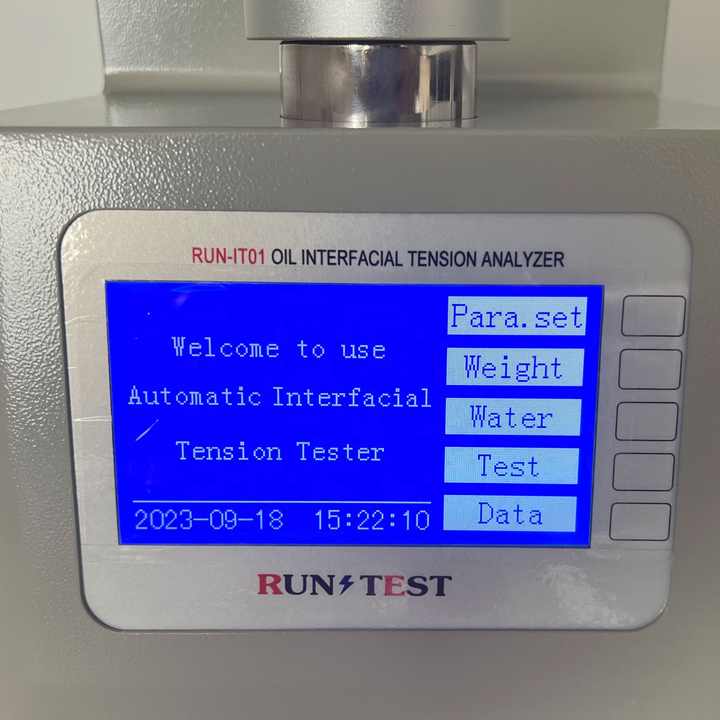 RUN-IT01 OIL INTERFACIAL TENSION ANALYZER
Welcome to use
Automatic Interfacial
Tension Tester
2023-09-18 15:22:10
Para.set
Weight
Water
Test
Data
RUN TEST